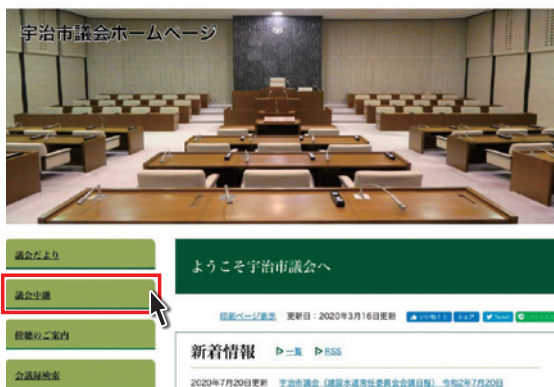 宇治市議会ホームページ
議会だより
ようこそ宇治市議会へ
議会中継
印刷ページ表示 更新日:2020年3月16日更新 シェア Tweet
傍聴のご案内
新着情報 一覧 RSS
会議録検索
2020年7月20日更新 宇治市議会(建設水道常任委員会会議日程) 令和2年7月20日